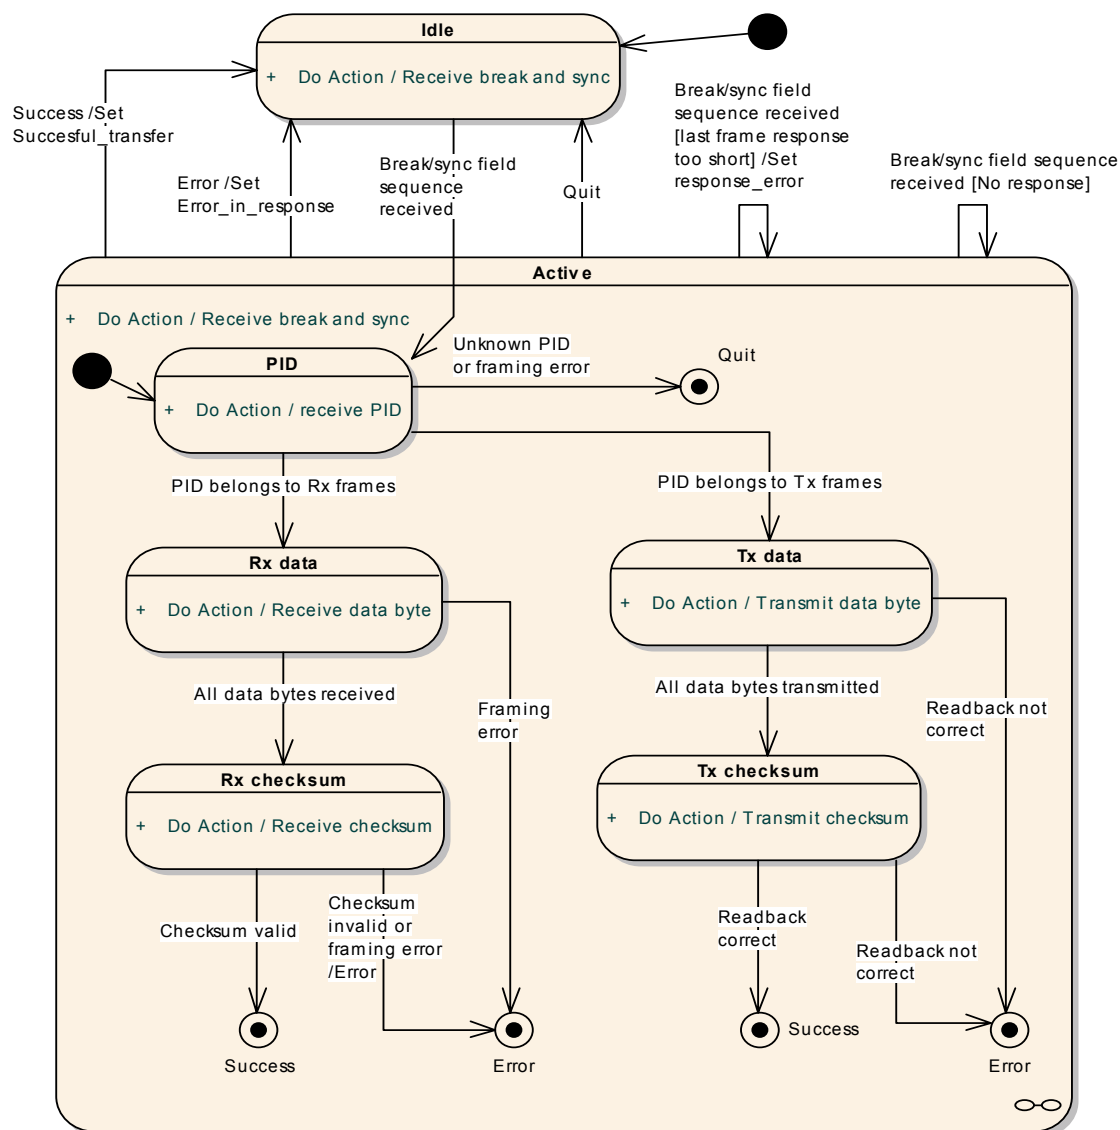 Idle
+ Do Action / Receive break and sync
Success /Set
Succesful_transfer
Error /Set
Error_in_response
Break/sync field
sequence
received
Quit
Break/sync field
sequence received
[last frame response
too short] /Set
response_error
Break/sync field sequence
received [No response]
Active
+ Do Action / Receive break and sync
PID
+ Do Action / receive PID
Unknown PID
or framing error
Quit
PID belongs to Rx frames
PID belongs to Tx frames
Rx data
+ Do Action / Receive data byte
Tx data
+ Do Action / Transmit data byte
All data bytes received
Framing
error
All data bytes transmitted
Readback not
correct
Rx checksum
+ Do Action / Receive checksum
Tx checksum
+ Do Action / Transmit checksum
Checksum valid
Checksum
invalid or
framing error
/Error
Readback
correct
Readback not
correct
Success
Error
Success
Error